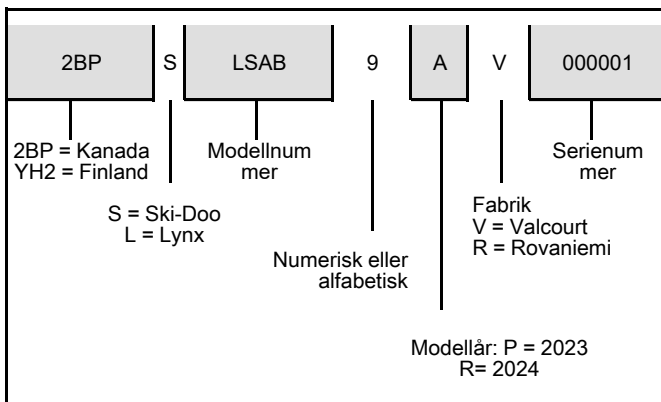 2BP S LSAB 9 A V 000001
2BP = Kanada
YH2 = Finland
Modellnum
mer
Serienum
mer
S = Ski-Doo
L = Lynx
Fabrik
V = Valcourt
R = Rovaniemi
Numerisk eller
alfabetisk
Modellår: P = 2023
R= 2024